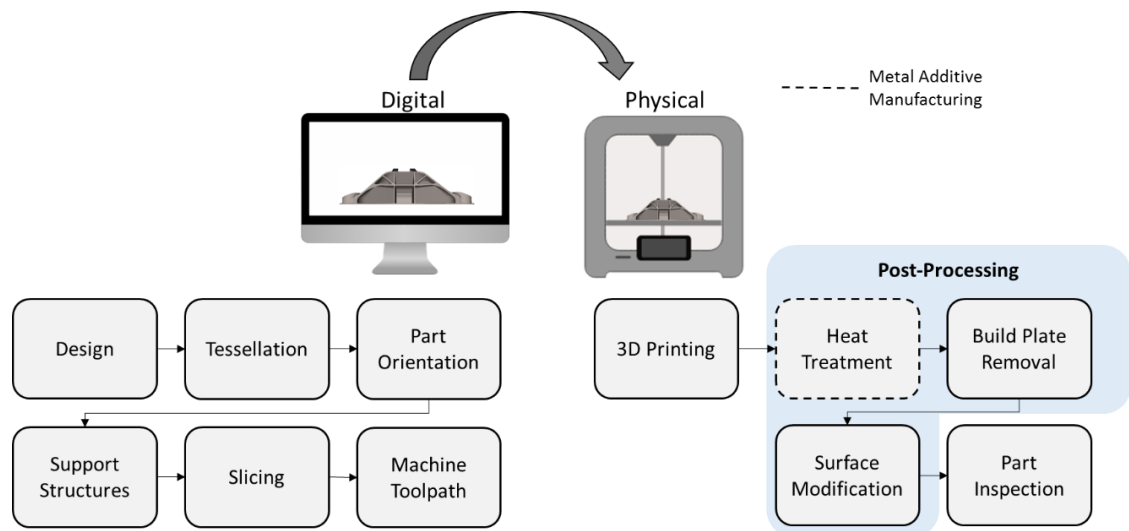 Digital
Physical
Metal Additive
Manufacturing
Post-Processing
Design
Tessellation
Part
Orientation
3D Printing
Heat
Treatment
Build Plate
Removal
Support
Structures
Slicing
Machine
Toolpath
Surface
Modification
Part
Inspection